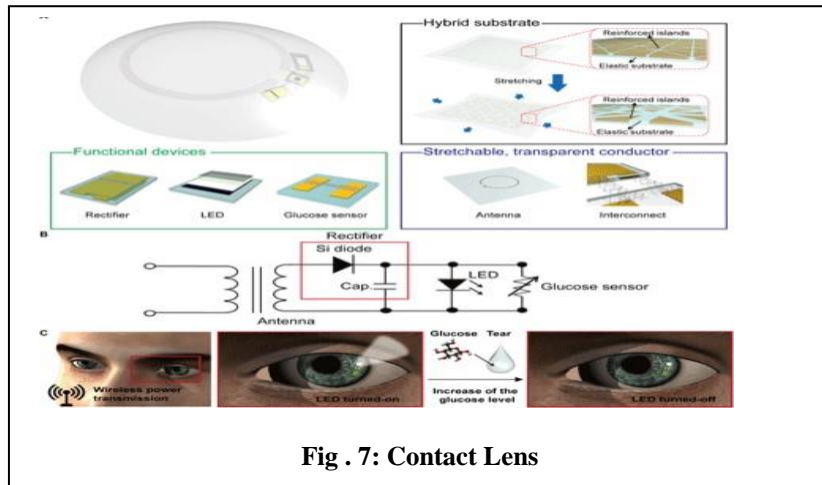 Hybrid substrate
Reinforced islands
Elastic substrate
Stretching
Reinforced islands
Elastic substrate
Functional devices
Rectifier
LED
Glucose sensor
Stretchable, transparent conductor
Antenna
Interconnect
B
Rectifier
Si diode
Cap.
LED
Glucose sensor
Antenna
C
Wireless power
transmission
LED turned-on
Glucose Tear
Increase of the
glucose level
LED turned-off
Fig . 7: Contact Lens